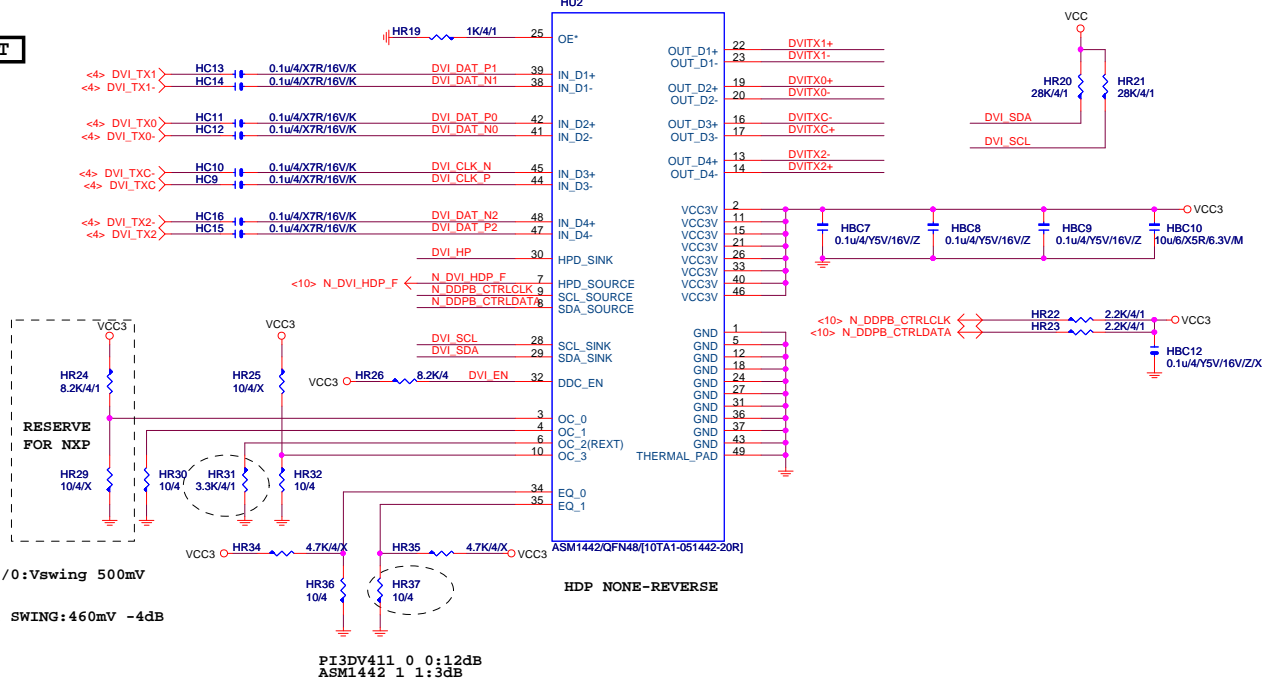 HU2
T
HR19 1K/4/1 25 OE*
VCC
OUT_D1+ 22 DVITX1+
OUT_D1- 23 DVITX1-
<4> DVI_TX1 HC13 0.1u/4/X7R/16V/K DVI_DAT_P1 39 IN_D1+
<4> DVI_TX1- HC14 0.1u/4/X7R/16V/K DVI_DAT_N1 38 IN_D1-
OUT_D2+ 19 DVITX0+
OUT_D2- 20 DVITX0-
HR20 28K/4/1
HR21 28K/4/1
<4> DVI_TX0 HC11 0.1u/4/X7R/16V/K DVI_DAT_P0 42 IN_D2+
<4> DVI_TX0- HC12 0.1u/4/X7R/16V/K DVI_DAT_N0 41 IN_D2-
OUT_D3+ 16 DVITXC-
OUT_D3- 17 DVITXC+
DVI_SDA
DVI_SCL
<4> DVI_TXC- HC10 0.1u/4/X7R/16V/K DVI_CLK_N 45 IN_D3+
<4> DVI_TXC HC9 0.1u/4/X7R/16V/K DVI_CLK_P 44 IN_D3-
OUT_D4+ 13 DVITX2-
OUT_D4- 14 DVITX2+
<4> DVI_TX2- HC16 0.1u/4/X7R/16V/K DVI_DAT_N2 48 IN_D4+
<4> DVI_TX2 HC15 0.1u/4/X7R/16V/K DVI_DAT_P2 47 IN_D4-
VCC3V 2 VCC3
VCC3V 11
VCC3V 15
VCC3V 21
VCC3V 26
VCC3V 33
VCC3V 40
VCC3V 46
HBC7 0.1u/4/Y5V/16V/Z
HBC8 0.1u/4/Y5V/16V/Z
HBC9 0.1u/4/Y5V/16V/Z
HBC10 10u/6/X5R/6.3V/M
DVI_HP 30 HPD_SINK
<10> N_DVI_HDP_F N_DVI_HDP_F 7 HPD_SOURCE
N_DDPB_CTRLCLK 9 SCL_SOURCE
N_DDPB_CTRLDATA 8 SDA_SOURCE
<10> N_DDPB_CTRLCLK HR22 2.2K/4/1 VCC3
<10> N_DDPB_CTRLDATA HR23 2.2K/4/1
HBC12 0.1u/4/Y5V/16V/Z/X
DVI_SCL 28 SCL_SINK
DVI_SDA 29 SDA_SINK
VCC3 HR26 8.2K/4 DVI_EN 32 DDC_EN
GND 1
GND 5
GND 12
GND 18
GND 24
GND 27
GND 31
GND 36
GND 37
GND 43
THERMAL_PAD 49
VCC3
VCC3
HR24 8.2K/4/1
HR25 10/4/X
3 OC_0
4 OC_1
6 OC_2(REXT)
10 OC_3
RESERVE
FOR NXP
HR29 10/4/X
HR30 10/4
HR31 3.3K/4/1
HR32 10/4
34 EQ_0
35 EQ_1
VCC3 HR34 4.7K/4/X
HR35 4.7K/4/X VCC3
ASM1442/QFN48/[10TA1-051442-20R]
HR36 10/4
HR37 10/4
HDP NONE-REVERSE
/0:Vswing 500mV
SWING:460mV -4dB
PI3DV411 0 0:12dB
ASM1442 1 1:3dB